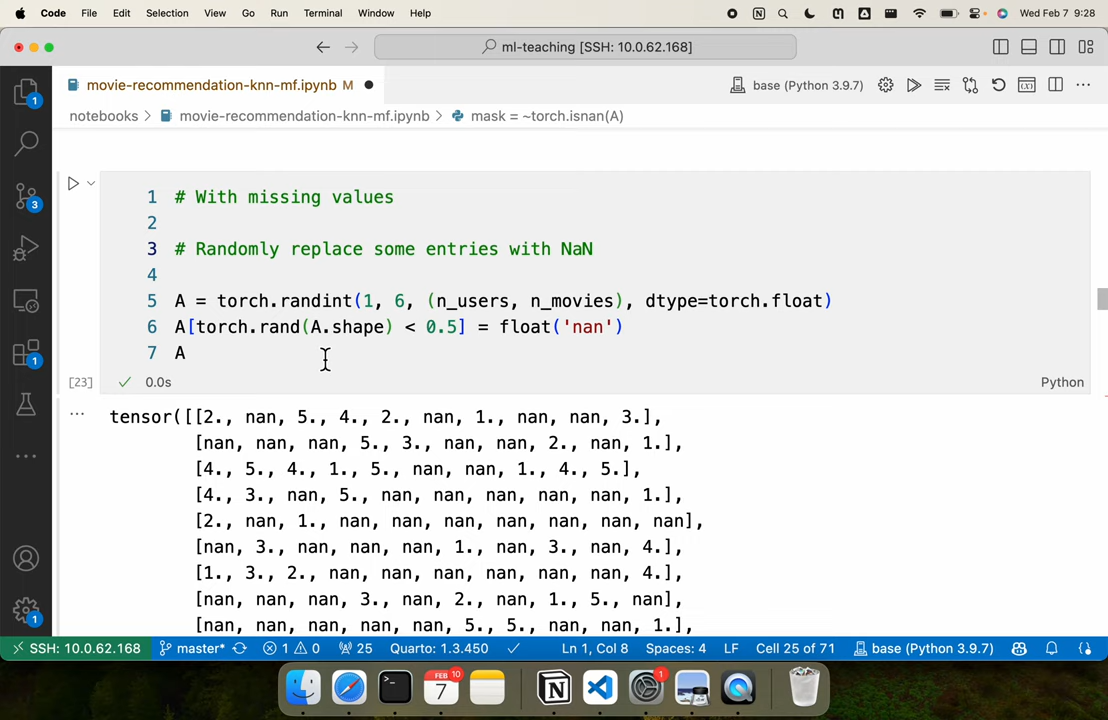 Code File Edit Selection View Go Run Terminal Window Help Wed Feb 7 9:28
ml-teaching [SSH: 10.0.62.168]
movie-recommendation-knn-mf.ipynb M base (Python 3.9.7)
notebooks > movie-recommendation-knn-mf.ipynb > mask = ~torch.isnan(A)
1 # With missing values
2
3 # Randomly replace some entries with NaN
4
5 A = torch.randint(1, 6, (n_users, n_movies), dtype=torch.float)
6 A[torch.rand(A.shape) < 0.5] = float('nan')
7 A
[23] 0.0s Python
... tensor([[2., nan, 5., 4., 2., nan, 1., nan, nan, 3.],
[nan, nan, nan, 5., 3., nan, nan, 2., nan, 1.],
[4., 5., 4., 1., 5., nan, nan, 1., 4., 5.],
[4., 3., nan, 5., nan, nan, nan, nan, nan, 1.],
[2., nan, 1., nan, nan, nan, nan, nan, nan, nan],
[nan, 3., nan, nan, nan, 1., nan, 3., nan, 4.],
[1., 3., 2., nan, nan, nan, nan, nan, nan, 4.],
[nan, nan, nan, 3., nan, 2., nan, 1., 5., nan],
[nan, nan, nan, nan, nan, 5., 5., nan, nan, 1.],
SSH: 10.0.62.168 master* 1 0 25 Quarto: 1.3.450 Ln 1, Col 8 Spaces: 4 LF Cell 25 of 71 base (Python 3.9.7)
1
3
1
1
FEB 7 10
1